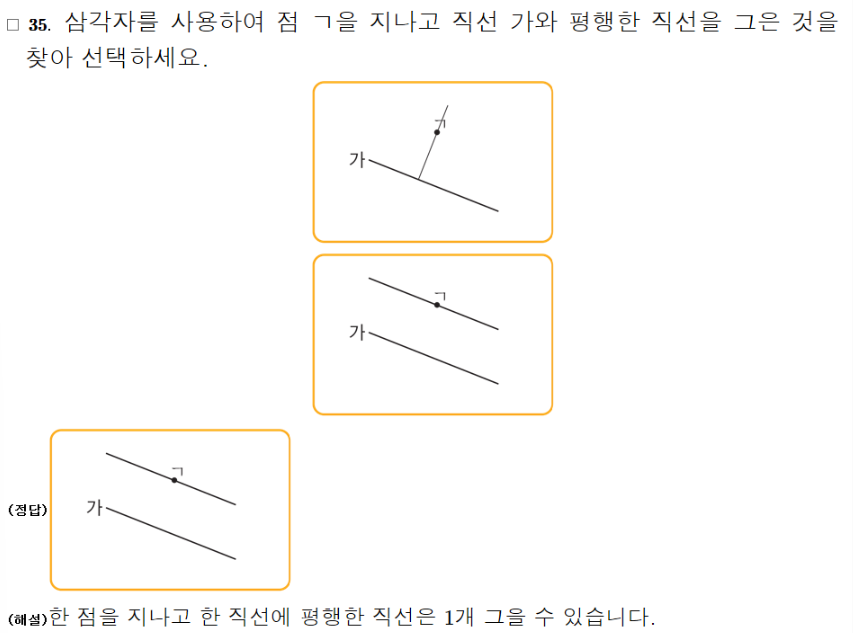 □ 35. 삼각자를 사용하여 점 ㄱ을 지나고 직선 가와 평행한 직선을 그은 것을
찾아 선택하세요.
ㄱ
가
ㄱ
가
ㄱ
가
(정답)
(해설)한 점을 지나고 한 직선에 평행한 직선은 1개 그을 수 있습니다.